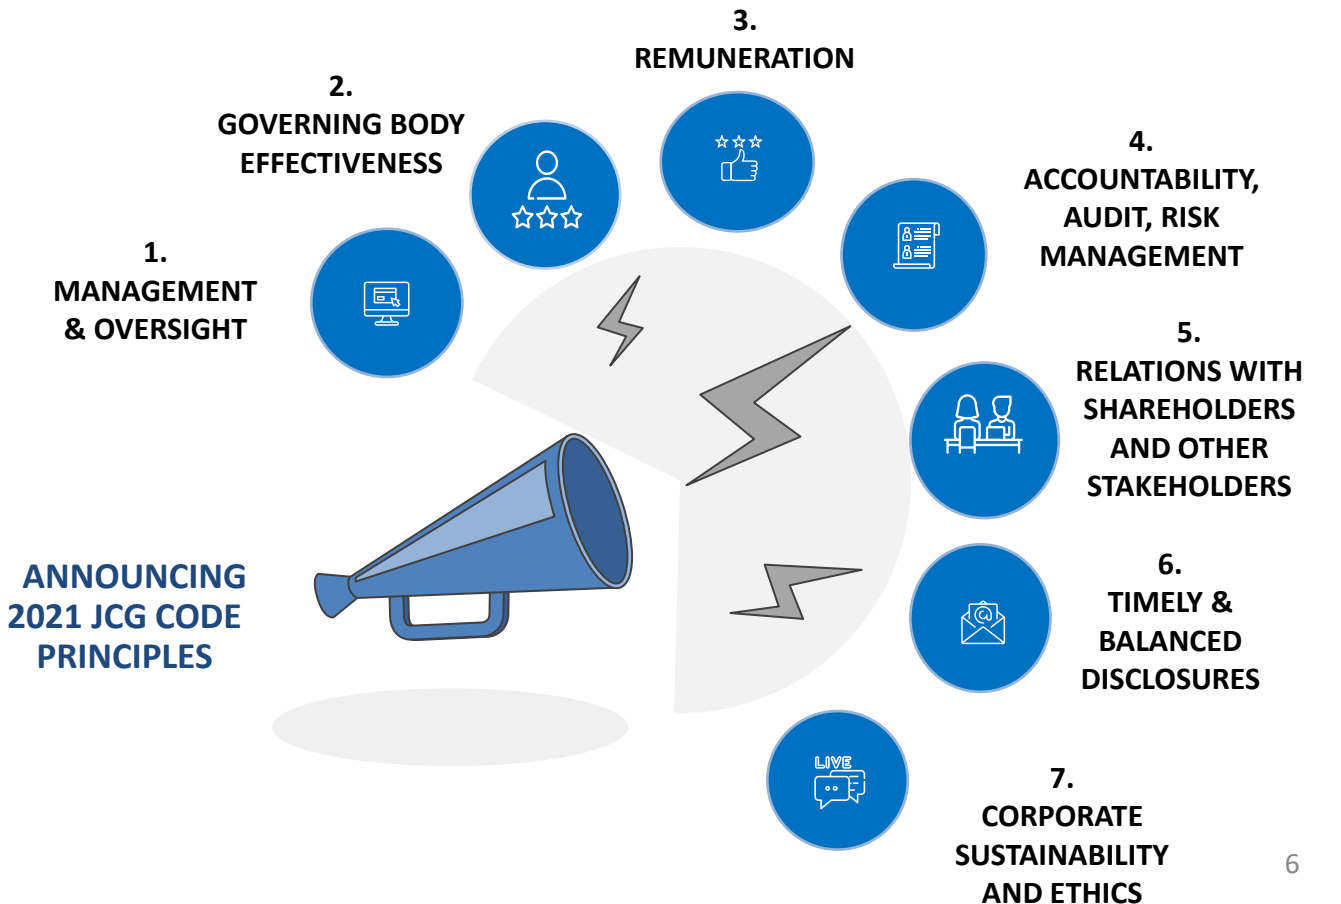 ANNOUNCING
2021 JCG CODE
PRINCIPLES
1.
MANAGEMENT
& OVERSIGHT
2.
GOVERNING BODY
EFFECTIVENESS
3.
REMUNERATION
4.
ACCOUNTABILITY,
AUDIT, RISK
MANAGEMENT
5.
RELATIONS WITH
SHAREHOLDERS
AND OTHER
STAKEHOLDERS
6.
TIMELY &
BALANCED
DISCLOSURES
LIVE
7.
CORPORATE
SUSTAINABILITY
AND ETHICS
6